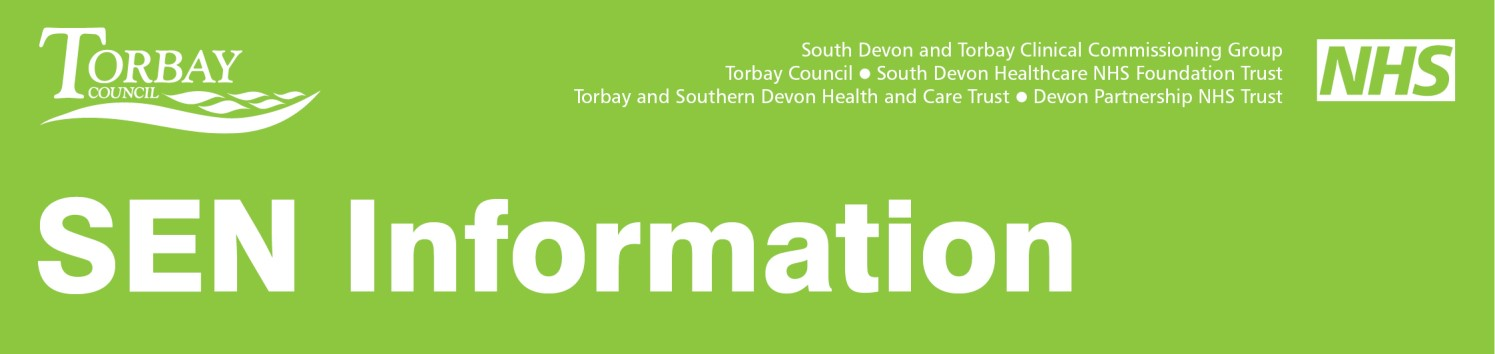 TORBAY
COUNCIL
South Devon and Torbay Clinical Commissioning Group
Torbay Council ● South Devon Healthcare NHS Foundation Trust
Torbay and Southern Devon Health and Care Trust ● Devon Partnership NHS Trust
NHS
SEN Information